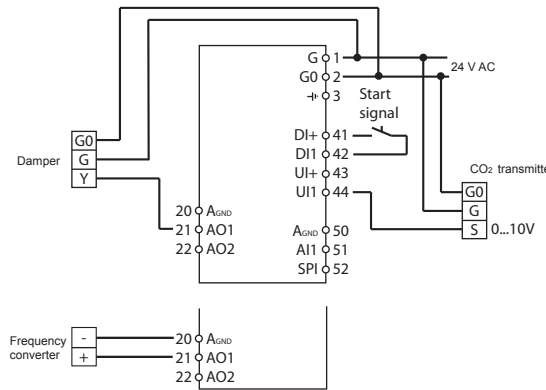 G 1
24 V AC
G0 2
3
Start
signal
DI+ 41
DI1 42
UI+ 43
UI1 44
G0
Damper G
Y
CO2 transmitte
G0
G
S 0...10V
20 AGND
21 AO1
22 AO2
AGND 50
AI1 51
SPI 52
Frequency
converter
-
+
20 AGND
21 AO1
22 AO2